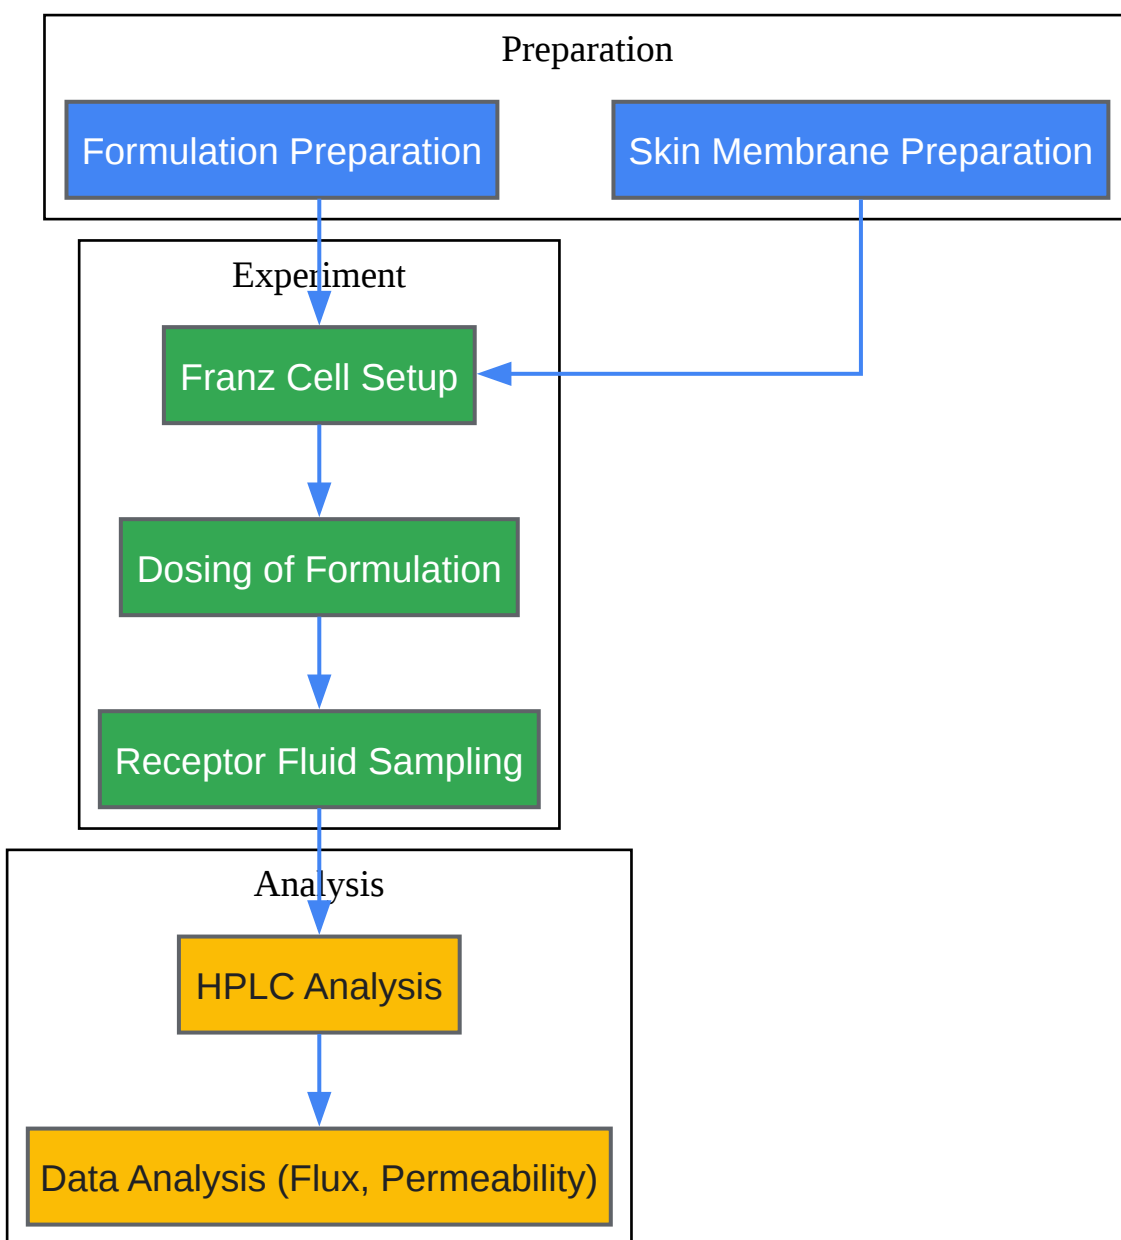 Preparation
Formulation Preparation
Skin Membrane Preparation
Experiment
Franz Cell Setup
Dosing of Formulation
Receptor Fluid Sampling
Analysis
HPLC Analysis
Data Analysis (Flux, Permeability)